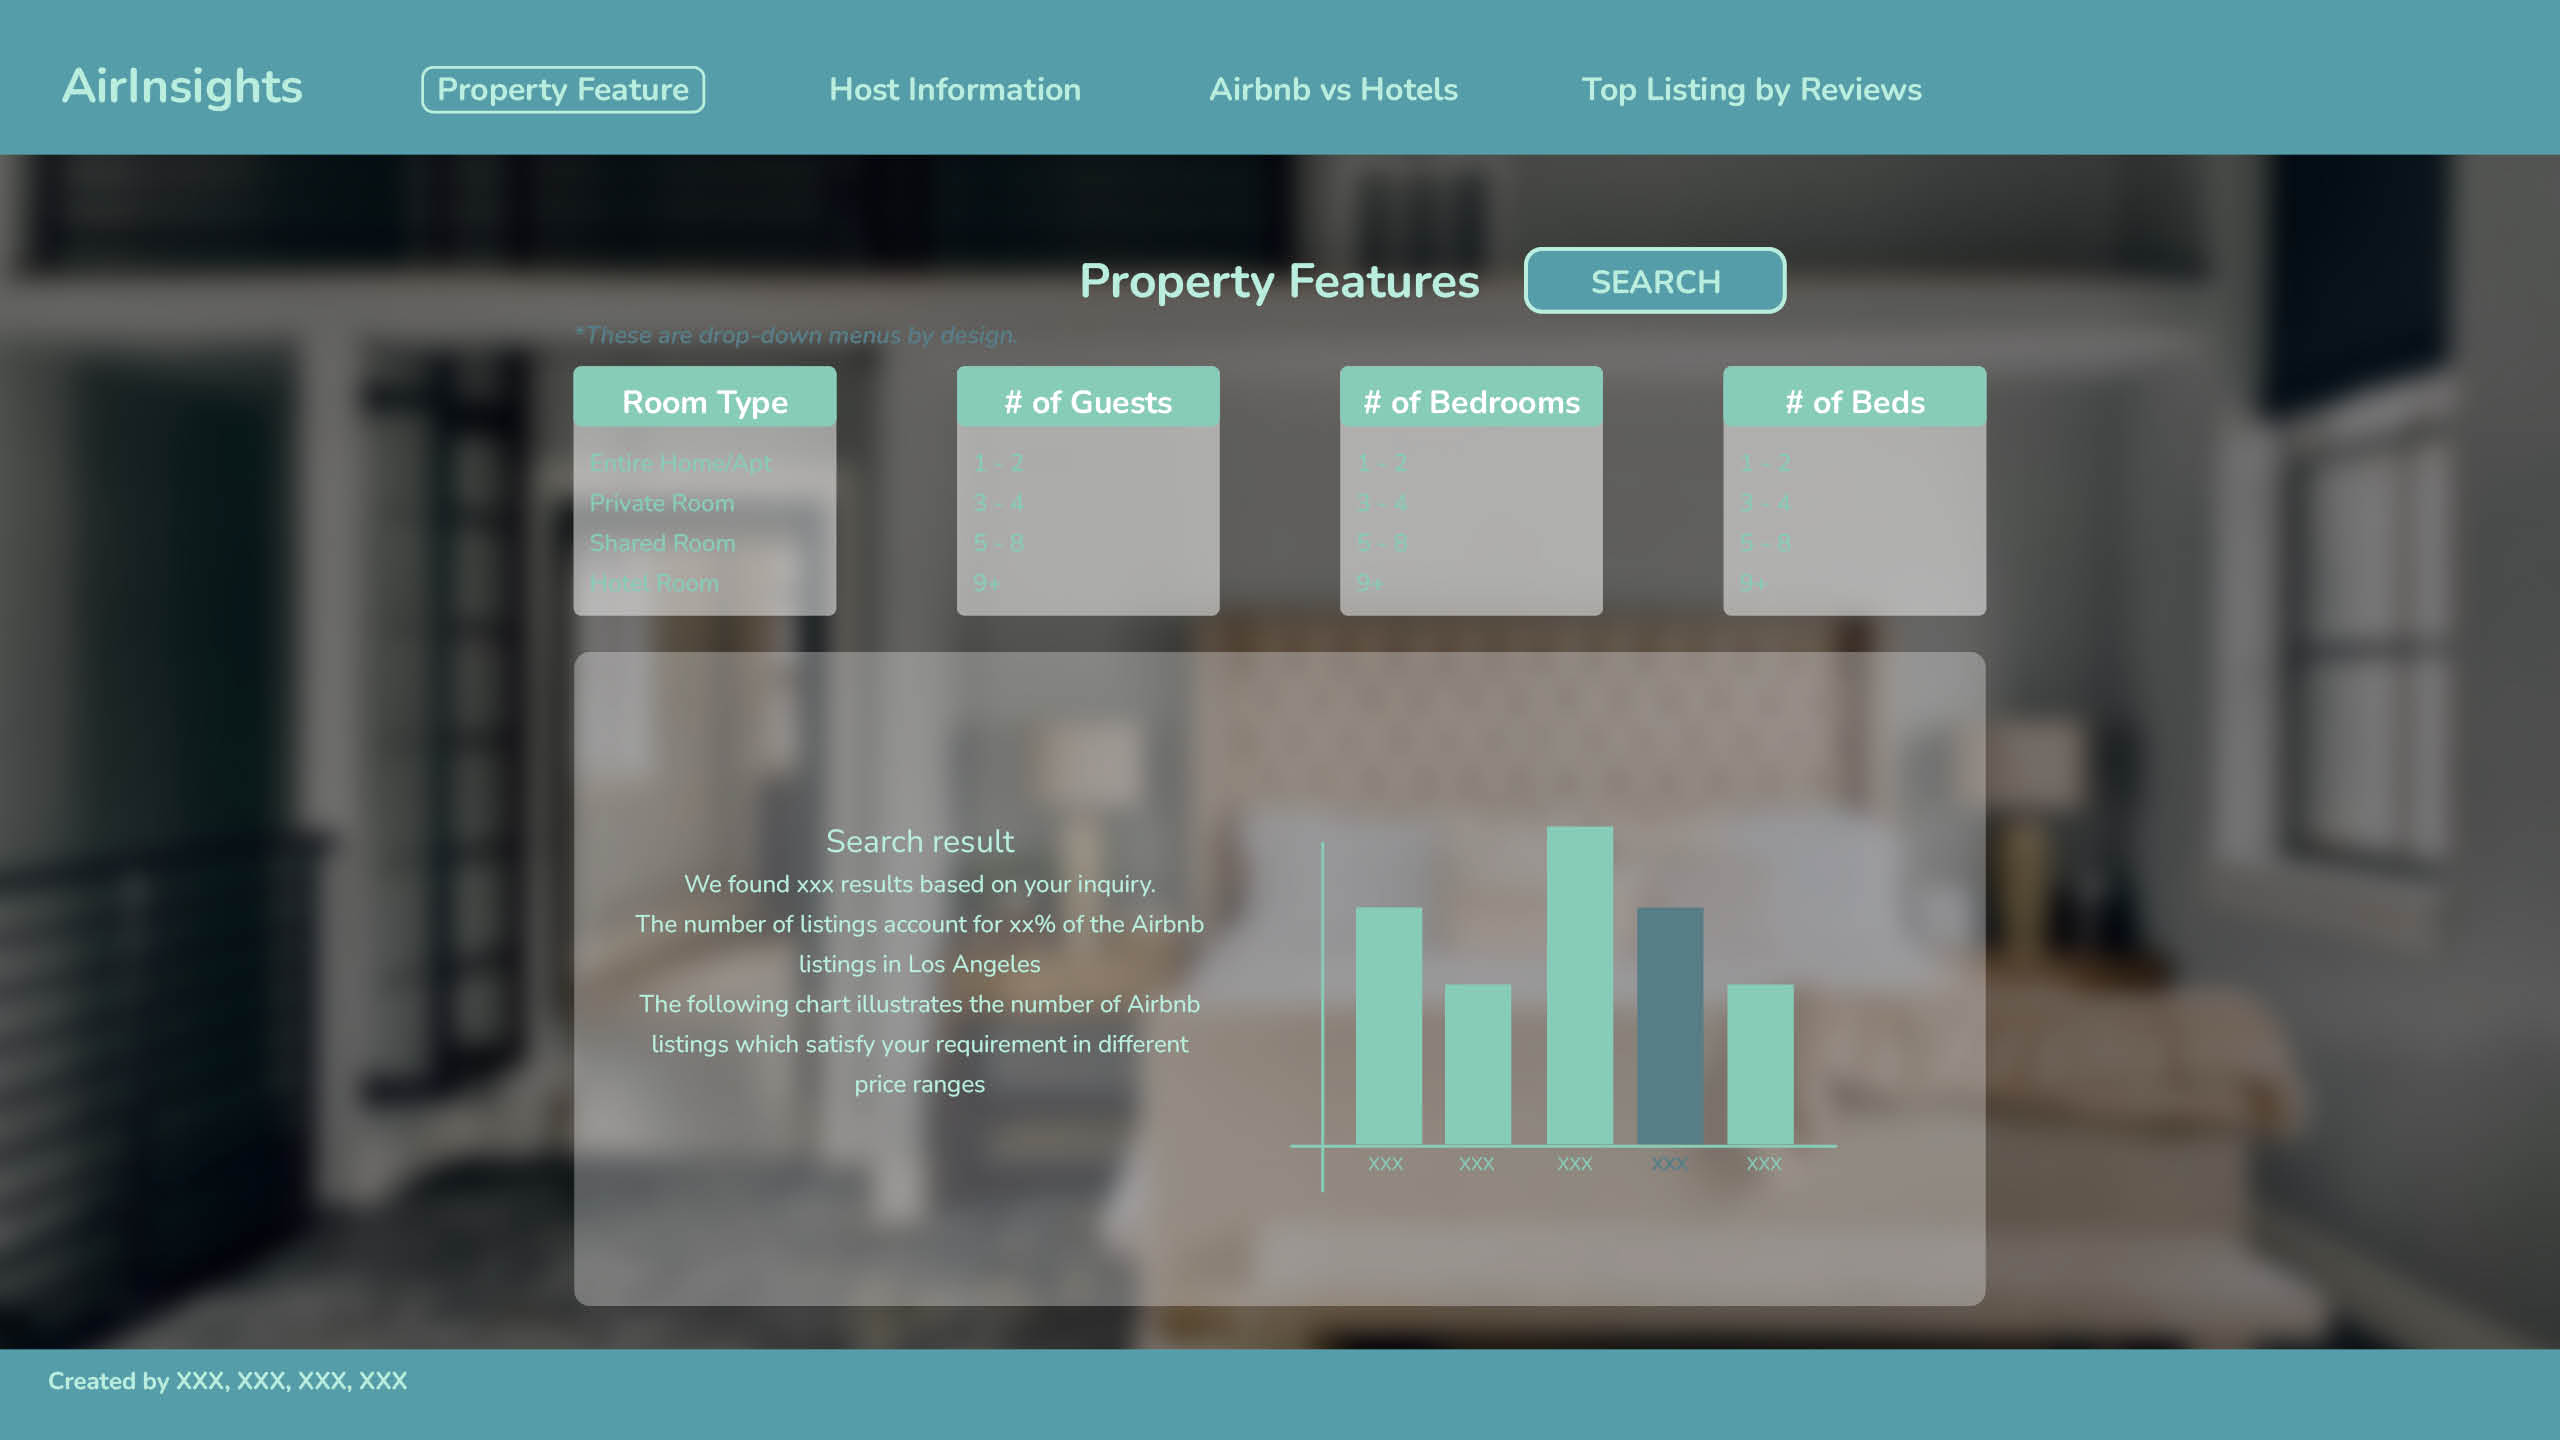 AirInsights
Property Feature
Host Information
Airbnb vs Hotels
Top Listing by Reviews
Property Features
SEARCH
*These are drop-down menus by design.
Room Type
Entire Home/Apt
Private Room
Shared Room
Hotel Room
# of Guests
1 - 2
3 - 4
5 - 8
9+
# of Bedrooms
1 - 2
3 - 4
5 - 8
9+
# of Beds
1 - 2
3 - 4
5 - 8
9+
Search result
We found xxx results based on your inquiry.
The number of listings account for xx% of the Airbnb
listings in Los Angeles
The following chart illustrates the number of Airbnb
listings which satisfy your requirement in different
price ranges
XXX XXX XXX XXX XXX
Created by XXX, XXX, XXX, XXX